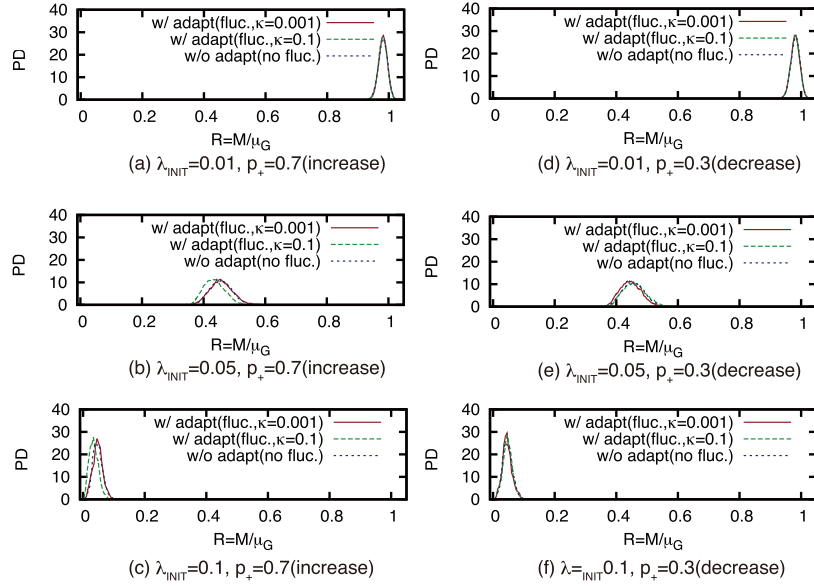 40
30
20
10
0
PD
w/ adapt(fluc.,κ=0.001)
w/ adapt(fluc.,κ=0.1)
w/o adapt(no fluc.)
0 0.2 0.4 0.6 0.8 1
R=M/μG
(a) λINIT=0.01, p+=0.7(increase)
40
30
20
10
0
PD
w/ adapt(fluc.,κ=0.001)
w/ adapt(fluc.,κ=0.1)
w/o adapt(no fluc.)
0 0.2 0.4 0.6 0.8 1
R=M/μG
(d) λINIT=0.01, p+=0.3(decrease)
40
30
20
10
0
PD
w/ adapt(fluc.,κ=0.001)
w/ adapt(fluc.,κ=0.1)
w/o adapt(no fluc.)
0 0.2 0.4 0.6 0.8 1
R=M/μG
(b) λINIT=0.05, p+=0.7(increase)
40
30
20
10
0
PD
w/ adapt(fluc.,κ=0.001)
w/ adapt(fluc.,κ=0.1)
w/o adapt(no fluc.)
0 0.2 0.4 0.6 0.8 1
R=M/μG
(e) λINIT=0.05, p+=0.3(decrease)
40
30
20
10
0
PD
w/ adapt(fluc.,κ=0.001)
w/ adapt(fluc.,κ=0.1)
w/o adapt(no fluc.)
0 0.2 0.4 0.6 0.8 1
R=M/μG
(c) λINIT=0.1, p+=0.7(increase)
40
30
20
10
0
PD
w/ adapt(fluc.,κ=0.001)
w/ adapt(fluc.,κ=0.1)
w/o adapt(no fluc.)
0 0.2 0.4 0.6 0.8 1
R=M/μG
(f) λ=INIT0.1, p+=0.3(decrease)